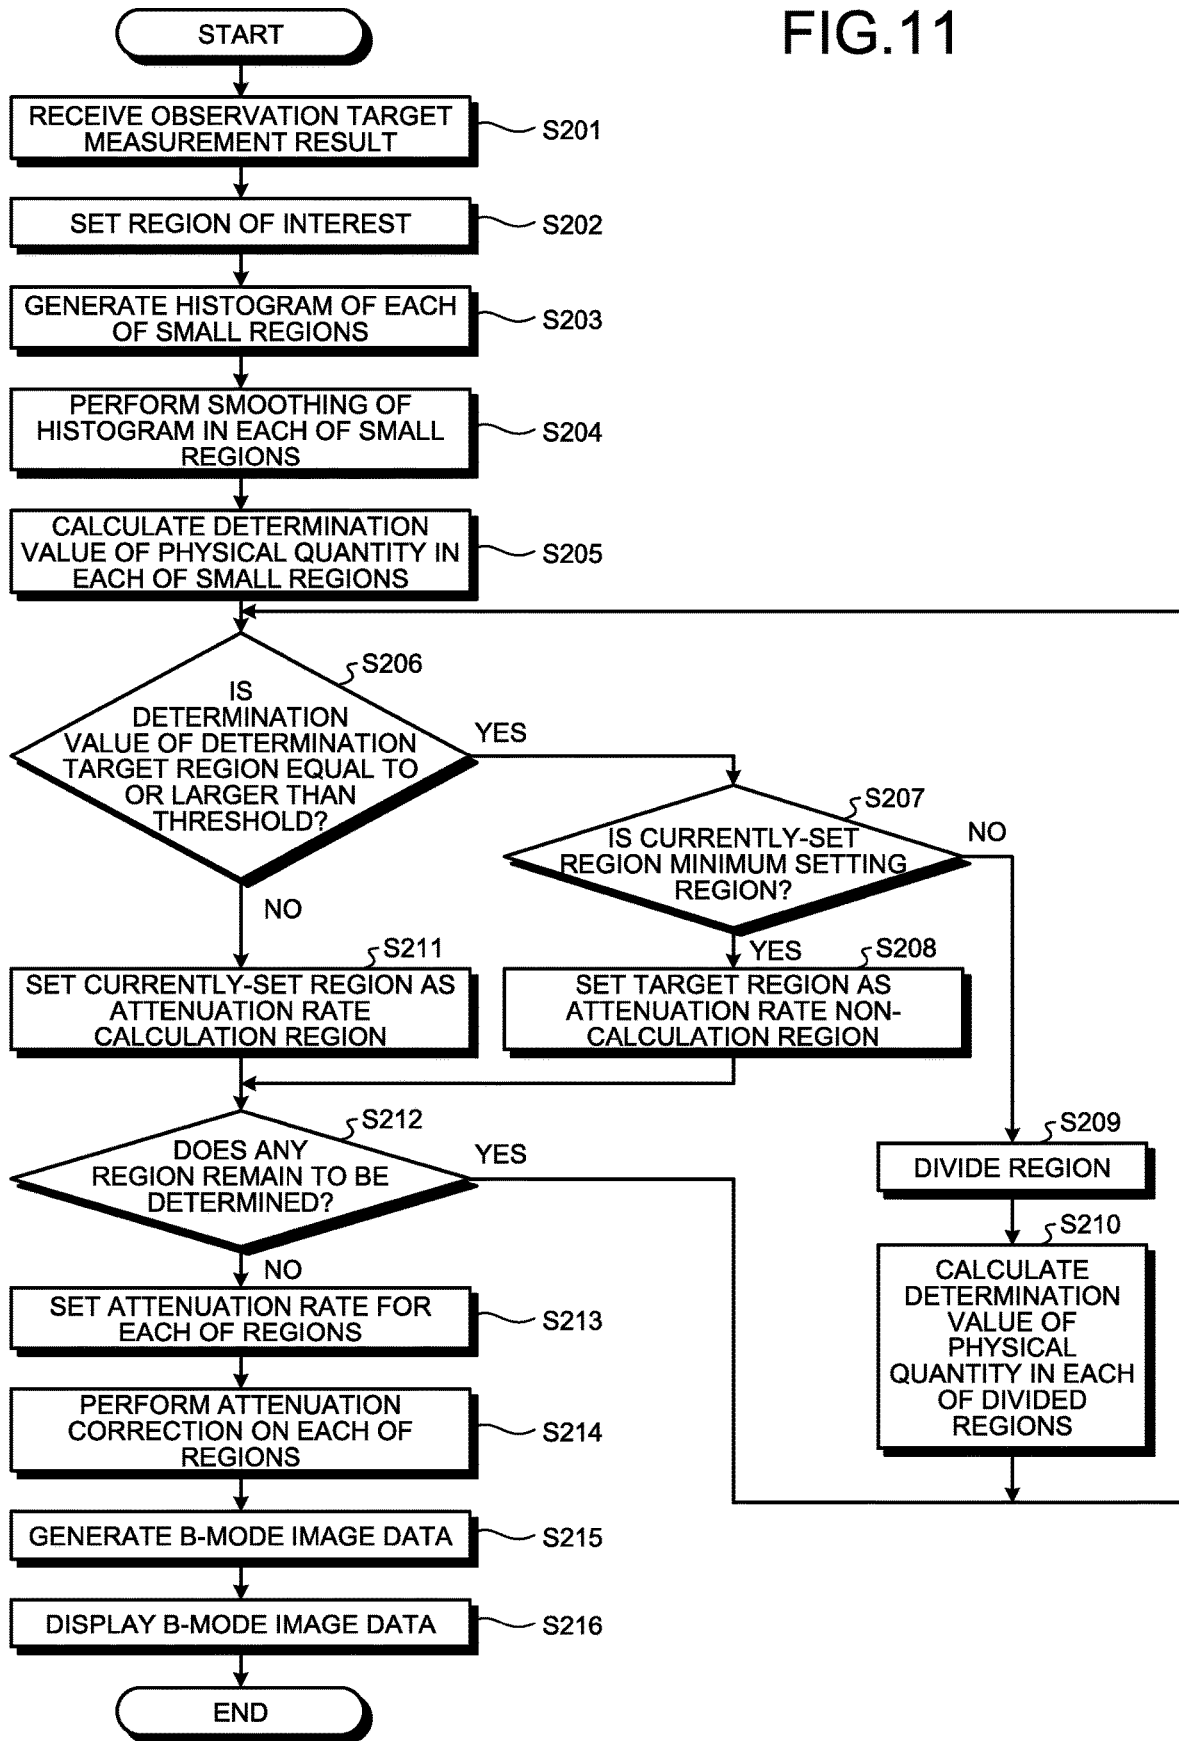 FIG.11
START
RECEIVE OBSERVATION TARGET
MEASUREMENT RESULT
S201
SET REGION OF INTEREST
S202
GENERATE HISTOGRAM OF EACH
OF SMALL REGIONS
S203
PERFORM SMOOTHING OF
HISTOGRAM IN EACH OF SMALL
REGIONS
S204
CALCULATE DETERMINATION
VALUE OF PHYSICAL QUANTITY IN
EACH OF SMALL REGIONS
S205
S206
IS
DETERMINATION
VALUE OF DETERMINATION
TARGET REGION EQUAL TO
OR LARGER THAN
THRESHOLD?
YES
NO
S207
IS CURRENTLY-SET
REGION MINIMUM SETTING
REGION?
NO
YES
S211
SET CURRENTLY-SET REGION AS
ATTENUATION RATE
CALCULATION REGION
S208
SET TARGET REGION AS
ATTENUATION RATE NON-
CALCULATION REGION
S212
DOES ANY
REGION REMAIN TO BE
DETERMINED?
YES
NO
S209
DIVIDE REGION
S210
CALCULATE
DETERMINATION
VALUE OF
PHYSICAL
QUANTITY IN EACH
OF DIVIDED
REGIONS
SET ATTENUATION RATE FOR
EACH OF REGIONS
S213
PERFORM ATTENUATION
CORRECTION ON EACH OF
REGIONS
S214
GENERATE B-MODE IMAGE DATA
S215
DISPLAY B-MODE IMAGE DATA
S216
END